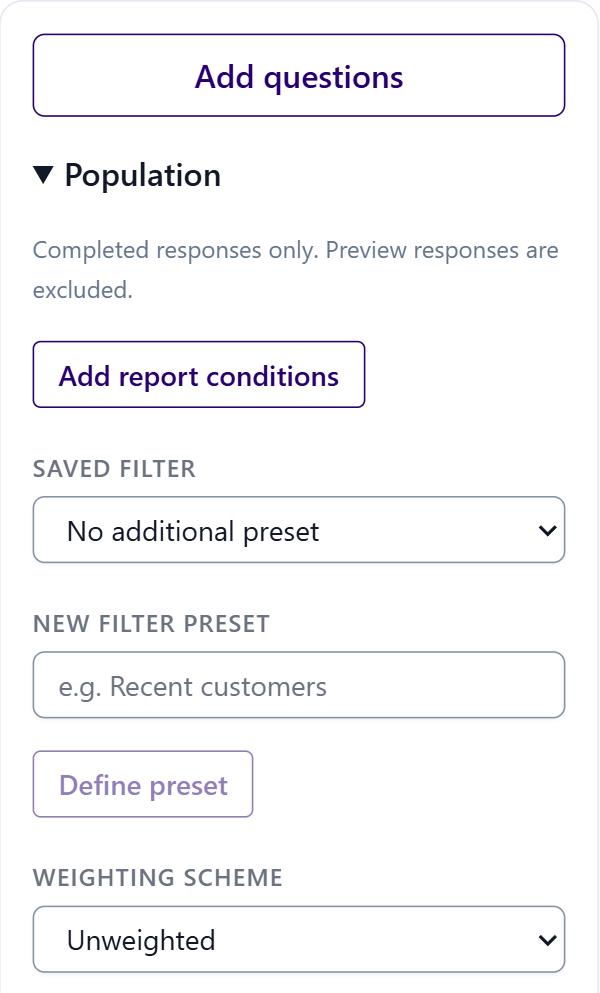 Add questions
Population
Completed responses only. Preview responses are
excluded.
Add report conditions
SAVED FILTER
No additional preset
NEW FILTER PRESET
e.g. Recent customers
Define preset
WEIGHTING SCHEME
Unweighted